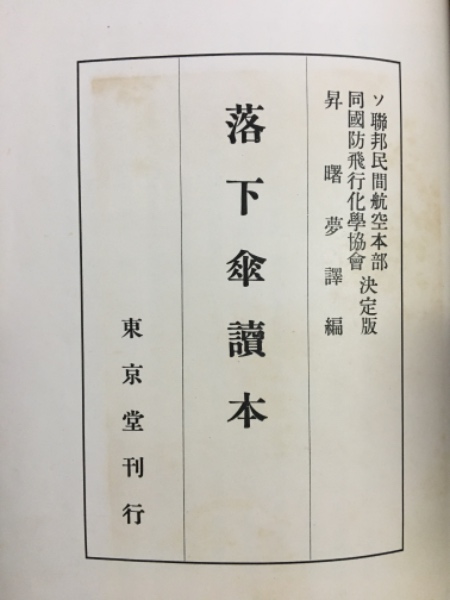 ソ聯邦民間航空本部
同國防飛行化學協會
決定版
昇曙夢譯編
落下傘讀本
東京堂刊行